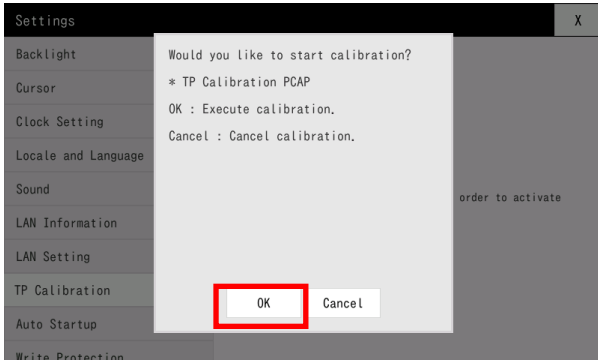 Settings
X
Backlight
Cursor
Clock Setting
Locale and Language
Sound
LAN Information
LAN Setting
TP Calibration
Auto Startup
Write Protection
Would you like to start calibration?
* TP Calibration PCAP
OK : Execute calibration.
Cancel : Cancel calibration.
order to activate
OK
Cancel